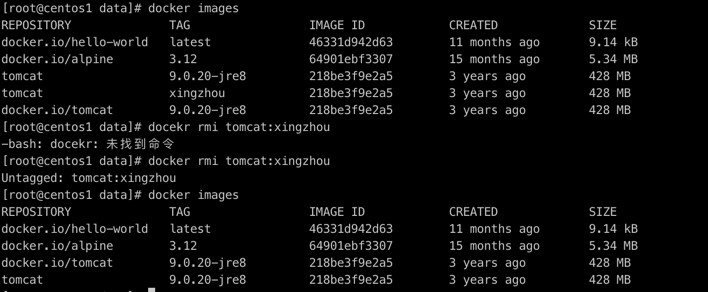 [root@centos1 data]# docker images
REPOSITORY TAG IMAGE ID CREATED SIZE
docker.io/hello-world latest 46331d942d63 11 months ago 9.14 kB
docker.io/alpine 3.12 64901ebf3307 15 months ago 5.34 MB
tomcat 9.0.20-jre8 218be3f9e2a5 3 years ago 428 MB
tomcat xingzhou 218be3f9e2a5 3 years ago 428 MB
docker.io/tomcat 9.0.20-jre8 218be3f9e2a5 3 years ago 428 MB
[root@centos1 data]# docekr rmi tomcat:xingzhou
-bash: docekr: 未找到命令
[root@centos1 data]# docker rmi tomcat:xingzhou
Untagged: tomcat:xingzhou
[root@centos1 data]# docker images
REPOSITORY TAG IMAGE ID CREATED SIZE
docker.io/hello-world latest 46331d942d63 11 months ago 9.14 kB
docker.io/alpine 3.12 64901ebf3307 15 months ago 5.34 MB
docker.io/tomcat 9.0.20-jre8 218be3f9e2a5 3 years ago 428 MB
tomcat 9.0.20-jre8 218be3f9e2a5 3 years ago 428 MB